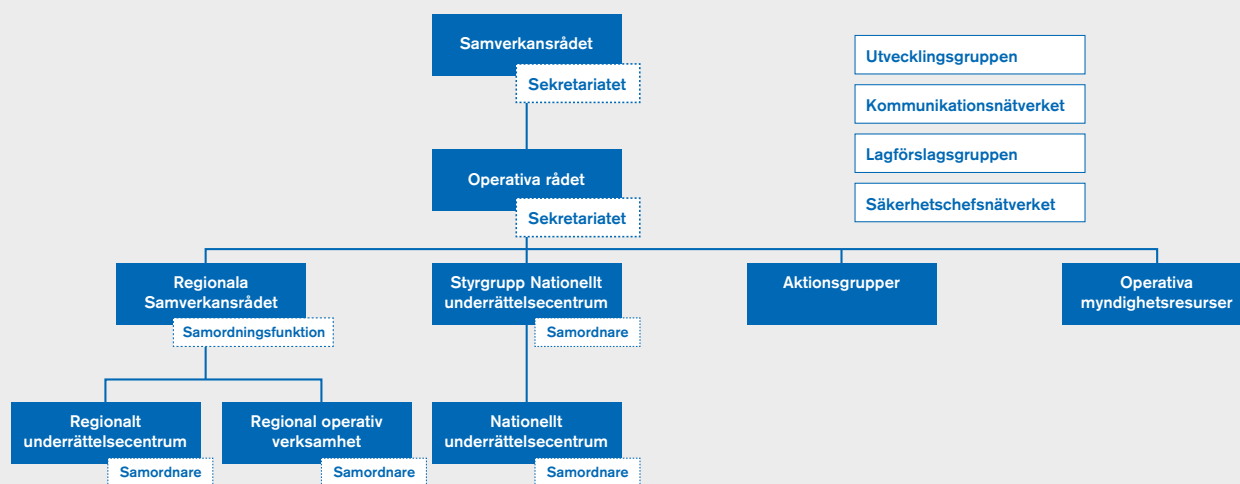 Samverkansrådet
Sekretariatet
Utvecklingsgruppen
Kommunikationsnätverket
Lagförslagsgruppen
Säkerhetschefsnätverket
Operativa rådet
Sekretariatet
Regionala
Samverkansrådet
Samordningsfunktion
Styrgrupp Nationellt
underrättelsecentrum
Samordnare
Aktionsgrupper
Operativa
myndighetsresurser
Regionalt
underrättelsecentrum
Samordnare
Regional operativ
verksamhet
Samordnare
Nationellt
underrättelsecentrum
Samordnare